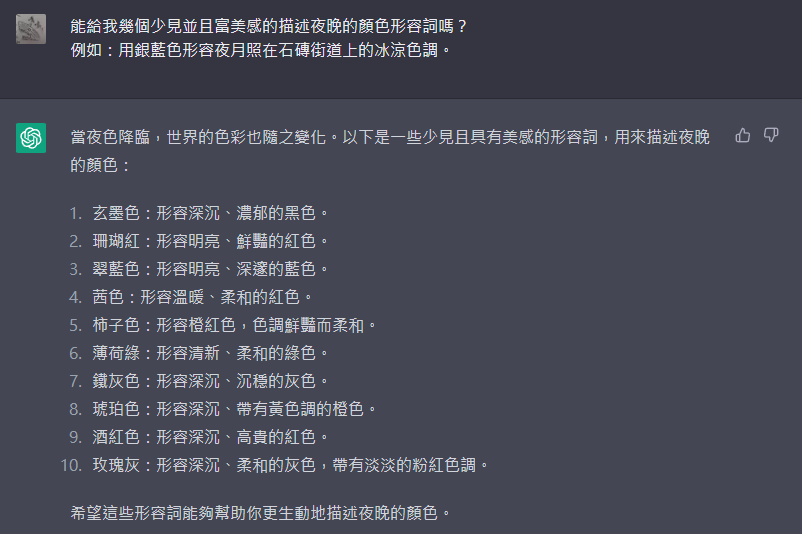 能給我幾個少見並且富美感的描述夜晚的顏色形容詞嗎？
例如：用銀藍色形容夜月照在石磚街道上的冰涼色調。
當夜色降臨，世界的色彩也隨之變化。以下是一些少見且具有美感的形容詞，用來描述夜晚
的顏色：
1. 玄墨色：形容深沉、濃郁的黑色。
2. 珊瑚紅：形容明亮、鮮豔的紅色。
3. 翠藍色：形容明亮、深邃的藍色。
4. 茜色：形容溫暖、柔和的紅色。
5. 柿子色：形容橙紅色，色調鮮豔而柔和。
6. 薄荷綠：形容清新、柔和的綠色。
7. 鐵灰色：形容深沉、沉穩的灰色。
8. 琥珀色：形容深沉、帶有黃色調的橙色。
9. 酒紅色：形容深沉、高貴的紅色。
10. 玫瑰灰：形容深沉、柔和的灰色，帶有淡淡的粉紅色調。
希望這些形容詞能夠幫助你更生動地描述夜晚的顏色。